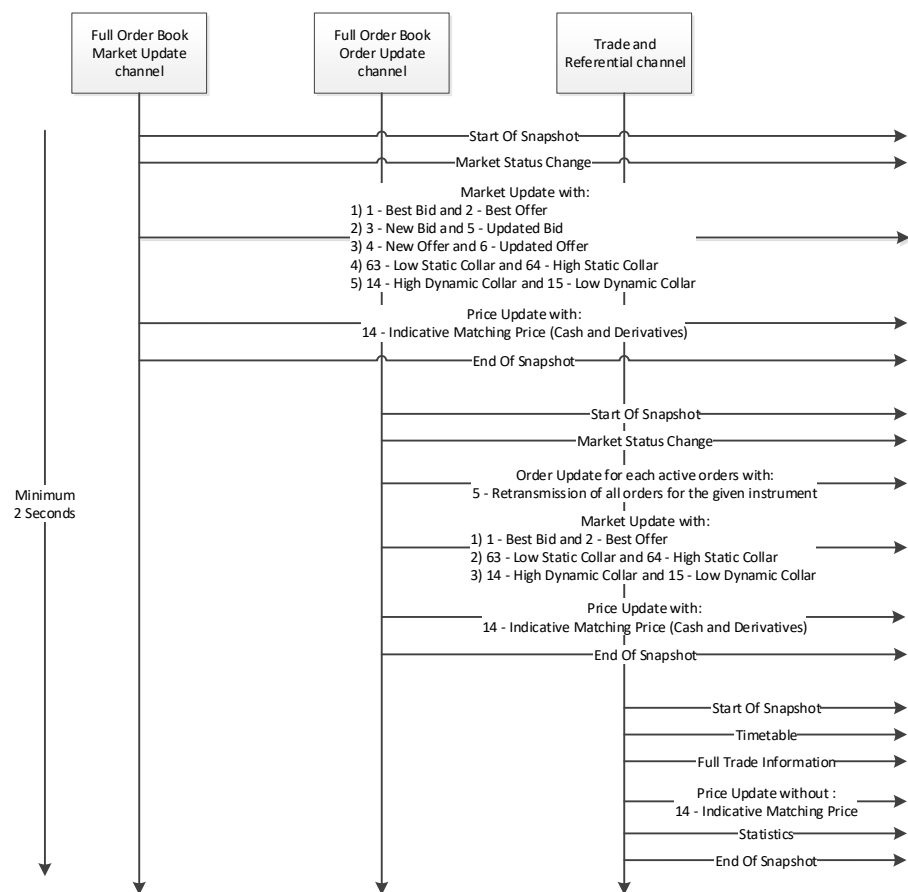 Full Order Book
Market Update
channel
Full Order Book
Order Update
channel
Trade and
Referential channel
Start Of Snapshot
Market Status Change
Market Update with:
1) 1 - Best Bid and 2 - Best Offer
2) 3 - New Bid and 5 - Updated Bid
3) 4 - New Offer and 6 - Updated Offer
4) 63 - Low Static Collar and 64 - High Static Collar
5) 14 - High Dynamic Collar and 15 - Low Dynamic Collar
Price Update with:
14 - Indicative Matching Price (Cash and Derivatives)
End Of Snapshot
Start Of Snapshot
Market Status Change
Order Update for each active orders with:
5 - Retransmission of all orders for the given instrument
Minimum
2 Seconds
Market Update with:
1) 1 - Best Bid and 2 - Best Offer
2) 63 - Low Static Collar and 64 - High Static Collar
3) 14 - High Dynamic Collar and 15 - Low Dynamic Collar
Price Update with:
14 - Indicative Matching Price (Cash and Derivatives)
End Of Snapshot
Start Of Snapshot
Timetable
Full Trade Information
Price Update without :
14 - Indicative Matching Price
Statistics
End Of Snapshot